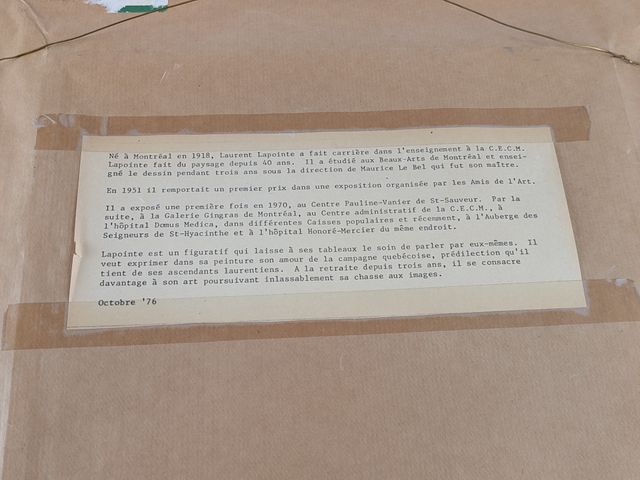 Né à Montréal en 1918, Laurent Lapointe a fait carrière dans l'enseignement à la C.E.C.M.
Lapointe fait du paysage depuis 40 ans. Il a étudié aux Beaux-Arts de Montréal et ensei-
gné le dessin pendant trois ans sous la direction de Maurice Le Bel qui fut son maître.
En 1951 il remportait un premier prix dans une exposition organisée par les Amis de l'Art.
Il a exposé une première fois en 1970, au Centre Pauline-Vanier de St-Sauveur. Par la
suite, à la Galerie Gingras de Montréal, au Centre administratif de la C.E.C.M., à
l'hôpital Domus Medica, dans différentes Caisses populaires et récemment, à l'Auberge des
Seigneurs de St-Hyacinthe et à l'hôpital Honoré-Mercier du même endroit.
Lapointe est un figuratif qui laisse à ses tableaux le soin de parler par eux-mêmes. Il
veut exprimer dans sa peinture son amour de la campagne quebécoise, prédilection qu'il
tient de ses ascendants laurentiens. A la retraite depuis trois ans, il se consacre
davantage à son art poursuivant inlassablement sa chasse aux images.
Octobre '76